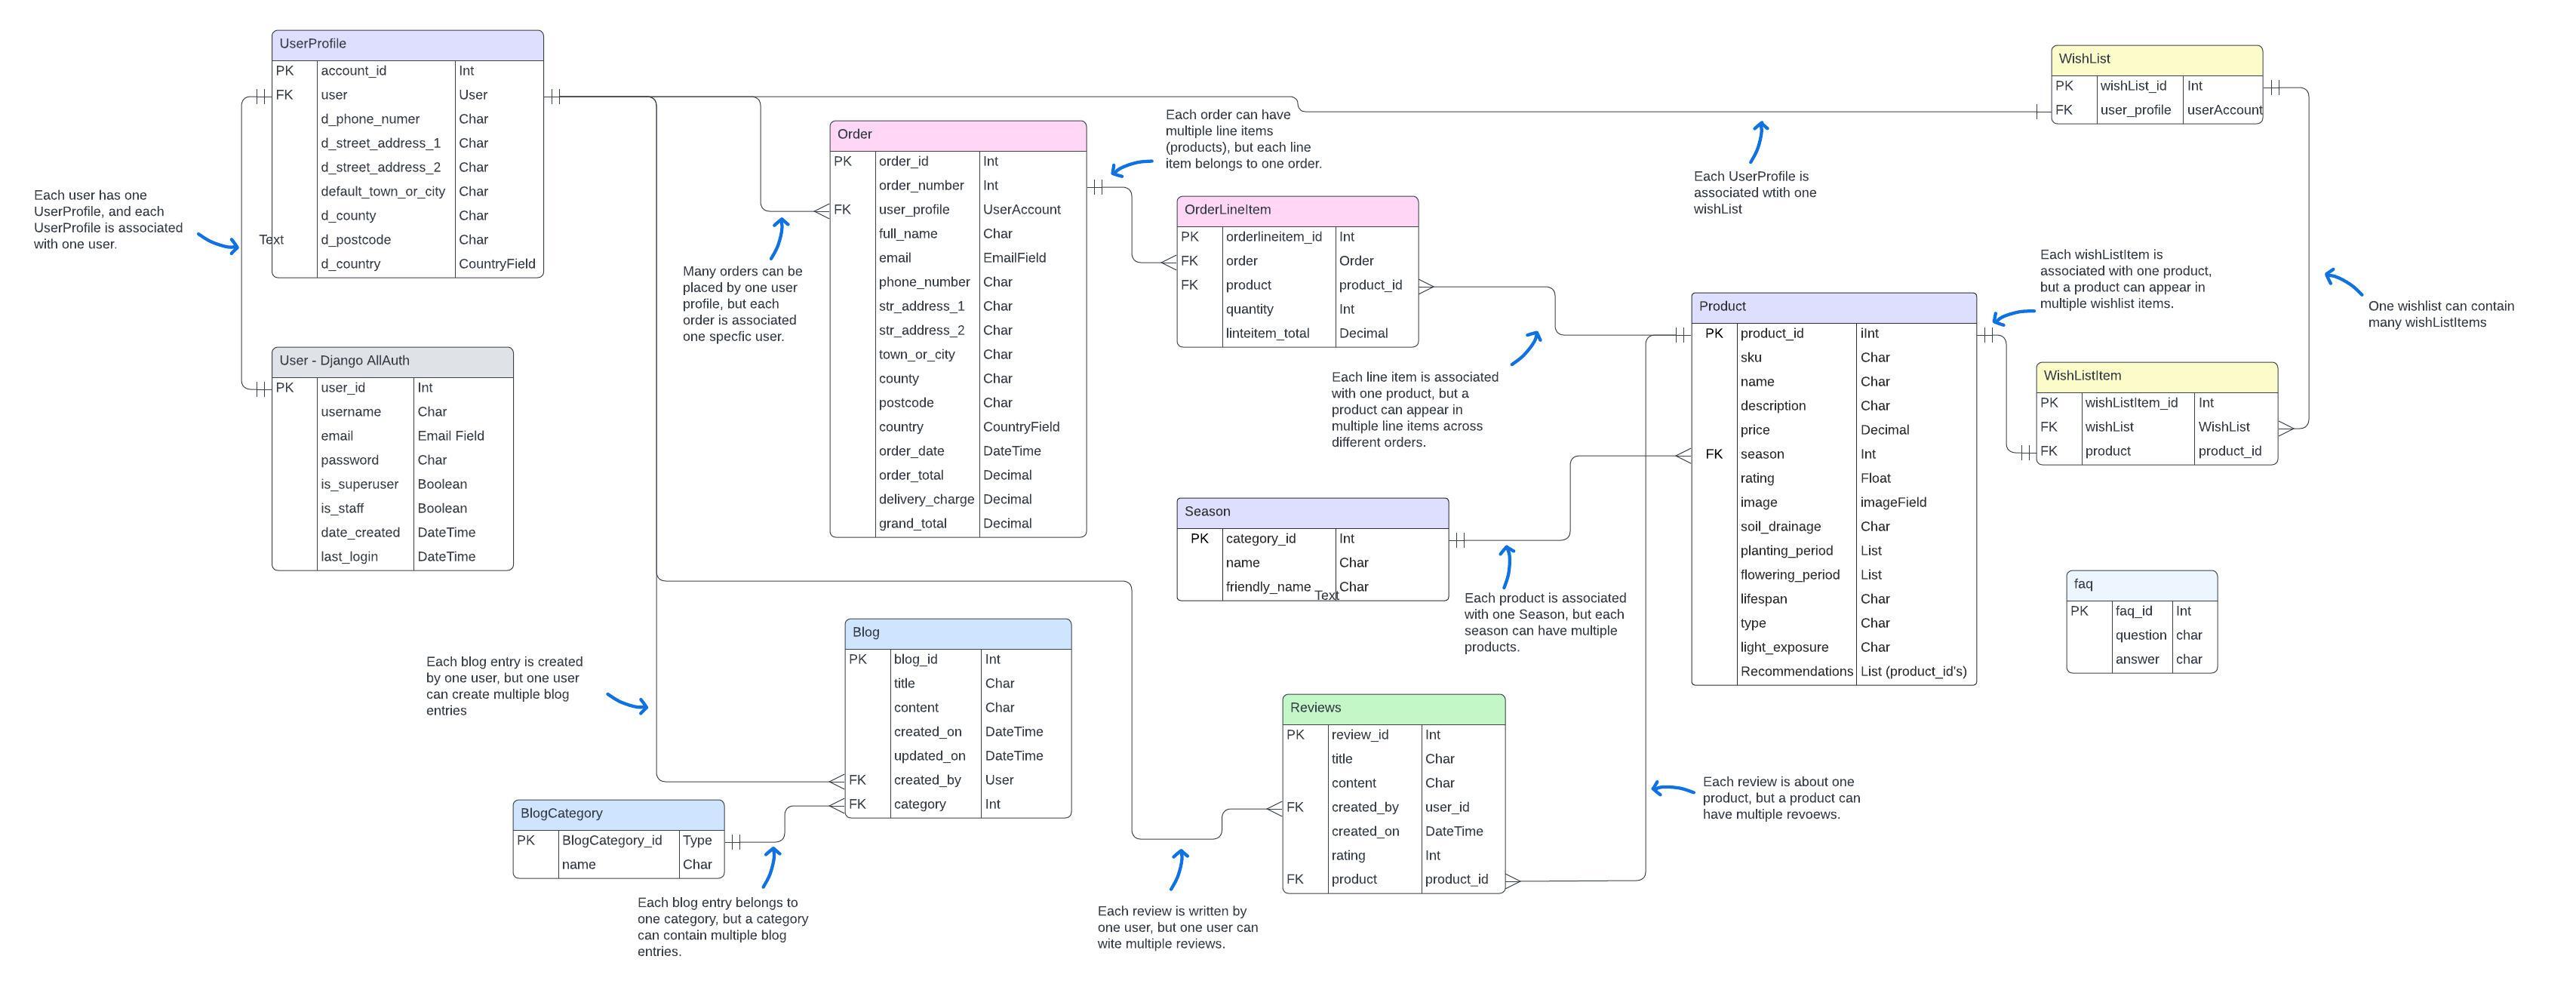 UserProfile
PK account_id Int
FK user User
d_phone_numer Char
d_street_address_1 Char
d_street_address_2 Char
default_town_or_city Char
d_county Char
Text d_postcode Char
d_country CountryField
Each user has one
UserProfile, and each
UserProfile is associated
with one user.
User - Django AllAuth
PK user_id Int
username Char
email Email Field
password Char
is_superuser Boolean
is_staff Boolean
date_created DateTime
last_login DateTime
Many orders can be
placed by one user
profile, but each
order is associated
one specfic user.
Order
PK order_id Int
order_number Int
FK user_profile UserAccount
full_name Char
email EmailField
phone_number Char
str_address_1 Char
str_address_2 Char
town_or_city Char
county Char
postcode Char
country CountryField
order_date DateTime
order_total Decimal
delivery_charge Decimal
grand_total Decimal
Each order can have
multiple line items
(products), but each line
item belongs to one order.
OrderLineItem
PK orderlineitem_id Int
FK order Order
FK product product_id
quantity Int
linteitem_total Decimal
Each line item is associated
with one product, but a
product can appear in
multiple line items across
different orders.
Season
PK category_id Int
name Char
friendly_name Char
Text
Each product is associated
with one Season, but each
season can have multiple
products.
Each UserProfile is
associated wtith one
wishList
WishList
PK wishList_id Int
FK user_profile userAccount
Each wishListItem is
associated with one product,
but a product can appear in
multiple wishlist items.
One wishlist can contain
many wishListItems
Product
PK product_id iInt
sku Char
name Char
description Char
price Decimal
FK season Int
rating Float
image imageField
soil_drainage Char
planting_period List
flowering_period List
lifespan Char
type Char
light_exposure Char
Recommendations List (product_id's)
WishListItem
PK wishListItem_id Int
FK wishList WishList
FK product product_id
faq
PK faq_id Int
question char
answer char
Each blog entry is created
by one user, but one user
can create multiple blog
entries
Blog
PK blog_id Int
title Char
content Char
created_on DateTime
updated_on DateTime
FK created_by User
FK category Int
BlogCategory
PK BlogCategory_id Type
name Char
Each blog entry belongs to
one category, but a category
can contain multiple blog
entries.
Reviews
PK review_id Int
title Char
content Char
FK created_by user_id
created_on DateTime
rating Int
FK product product_id
Each review is written by
one user, but one user can
wite multiple reviews.
Each review is about one
product, but a product can
have multiple revoews.